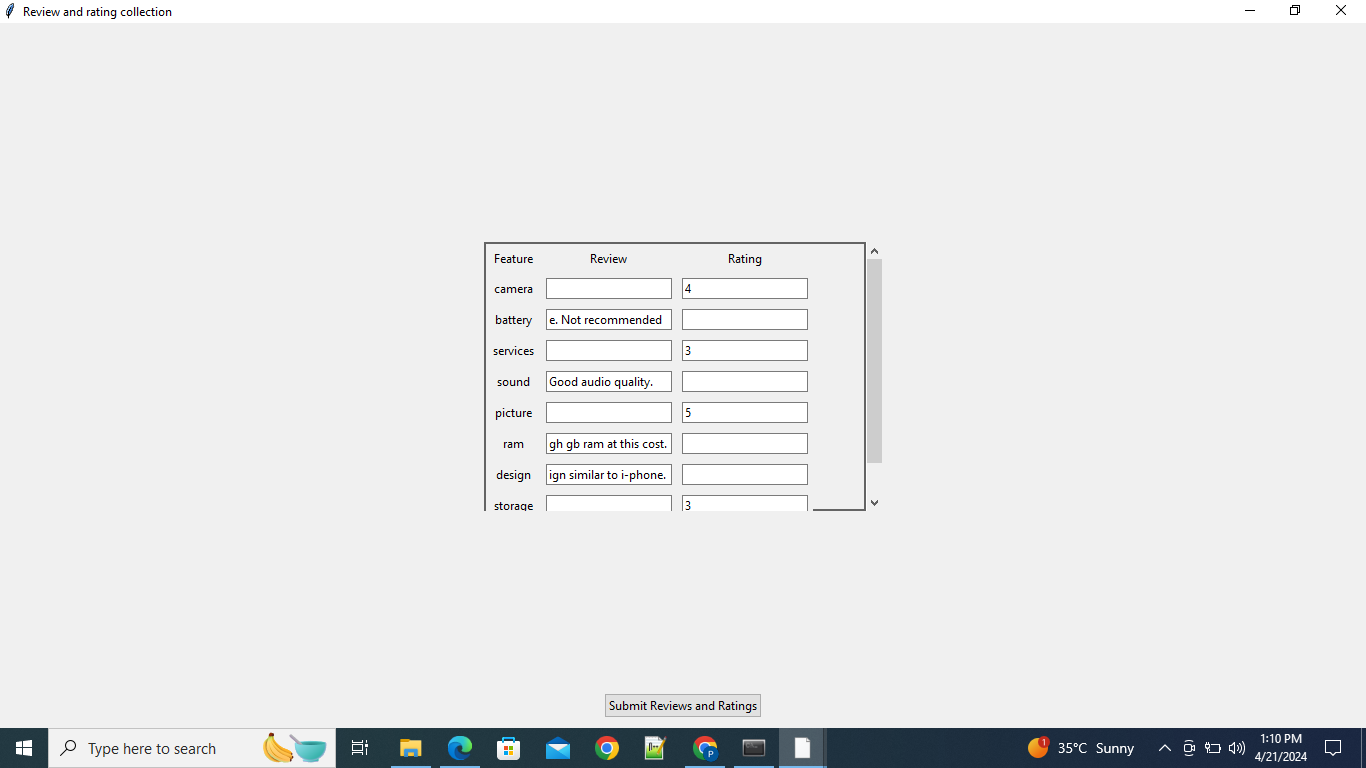 Review and rating collection
Feature Review Rating
camera 4
battery e. Not recommended
services 3
sound Good audio quality.
picture 5
ram gh gb ram at this cost.
design ign similar to i-phone.
storage 3
Submit Reviews and Ratings
Type here to search
1
P
35°C Sunny
1:10 PM
4/21/2024